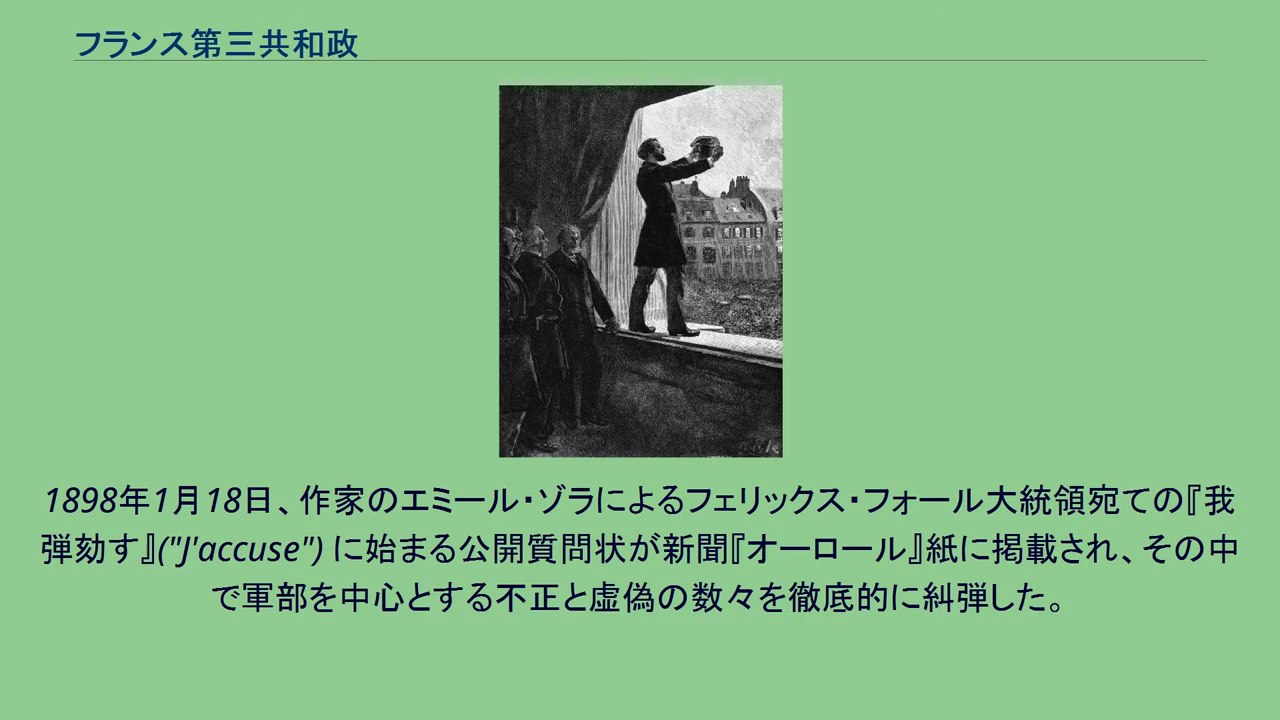 フランス第三共和政
1898年1月18日、作家のエミール・ゾラによるフェリックス・フォール大統領宛ての『我
弾劾す』("J'accuse") に始まる公開質問状が新聞『オーロール』紙に掲載され、その中
で軍部を中心とする不正と虚偽の数々を徹底的に糾弾した。